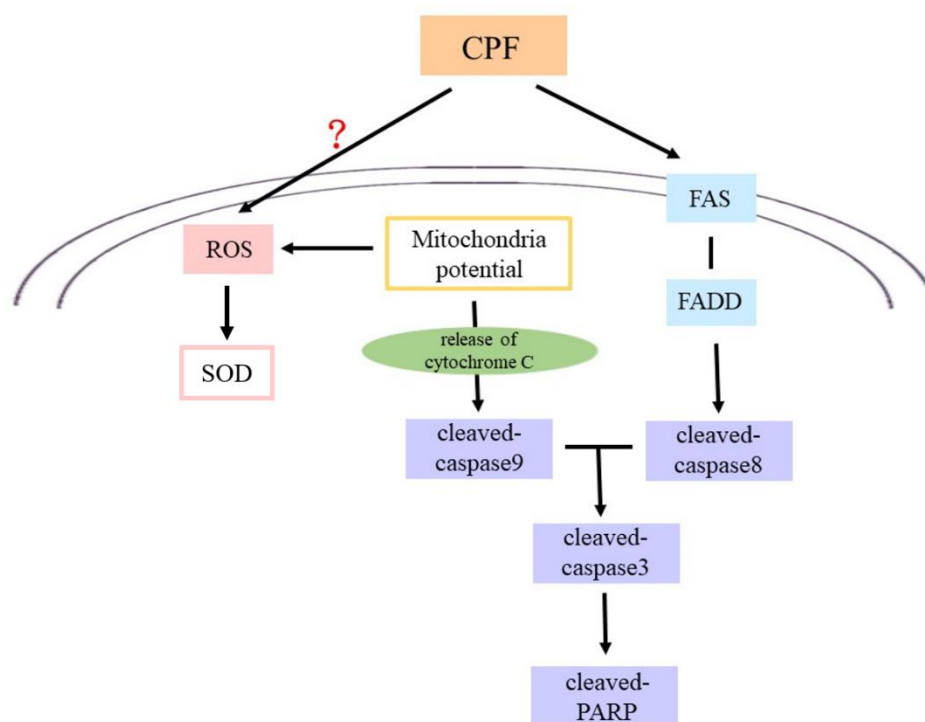 CPF
?
FAS
ROS
Mitochondria
potential
FADD
release of
cytochrome C
SOD
cleaved-
caspase9
cleaved-
caspase8
cleaved-
caspase3
cleaved-
PARP